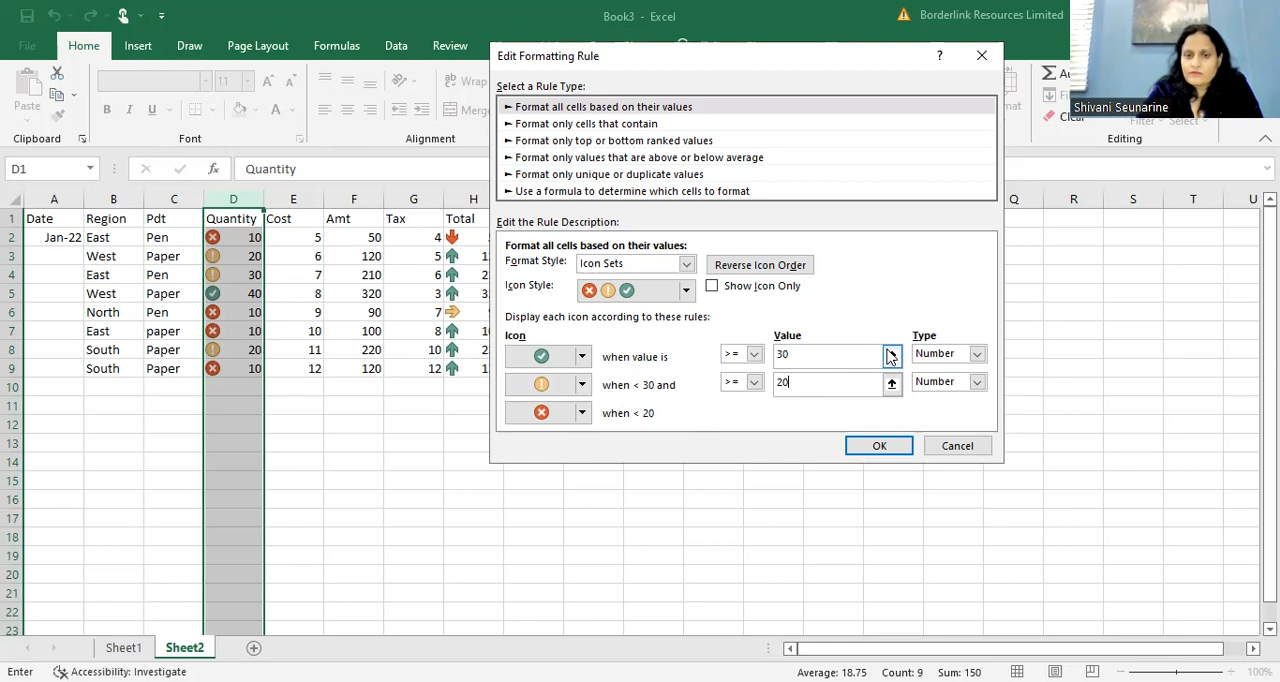 Book3 - Excel
Borderlink Resources Limited
File Home Insert Draw Page Layout Formulas Data Review
Edit Formatting Rule
?
Shivani Seunarine
Paste
11
B I U
Wrap
Merge
Clear
Filter Select
Clipboard Font Alignment Editing
D1 fx Quantity
Select a Rule Type:
► Format all cells based on their values
► Format only cells that contain
► Format only top or bottom ranked values
► Format only values that are above or below average
► Format only unique or duplicate values
► Use a formula to determine which cells to format
Edit the Rule Description:
Format all cells based on their values:
Format Style: Icon Sets Reverse Icon Order
Icon Style: Show Icon Only
Display each icon according to these rules:
Icon Value Type
when value is >= 30 Number
when < 30 and >= 20 Number
when < 20
OK Cancel
A B C D E F G H Q R S T U
1 Date Region Pdt Quantity Cost Amt Tax Total
2 Jan-22 East Pen 10 5 50 4
3 West Paper 20 6 120 5
4 East Pen 30 7 210 6
5 West Paper 40 8 320 3
6 North Pen 10 9 90 7
7 East paper 10 10 100 8
8 South Paper 20 11 220 10
9 South Paper 10 12 120 12
10
11
12
13
14
15
16
17
18
19
20
21
22
23
Sheet1 Sheet2
Enter Accessibility: Investigate Average: 18.75 Count: 9 Sum: 150 100%